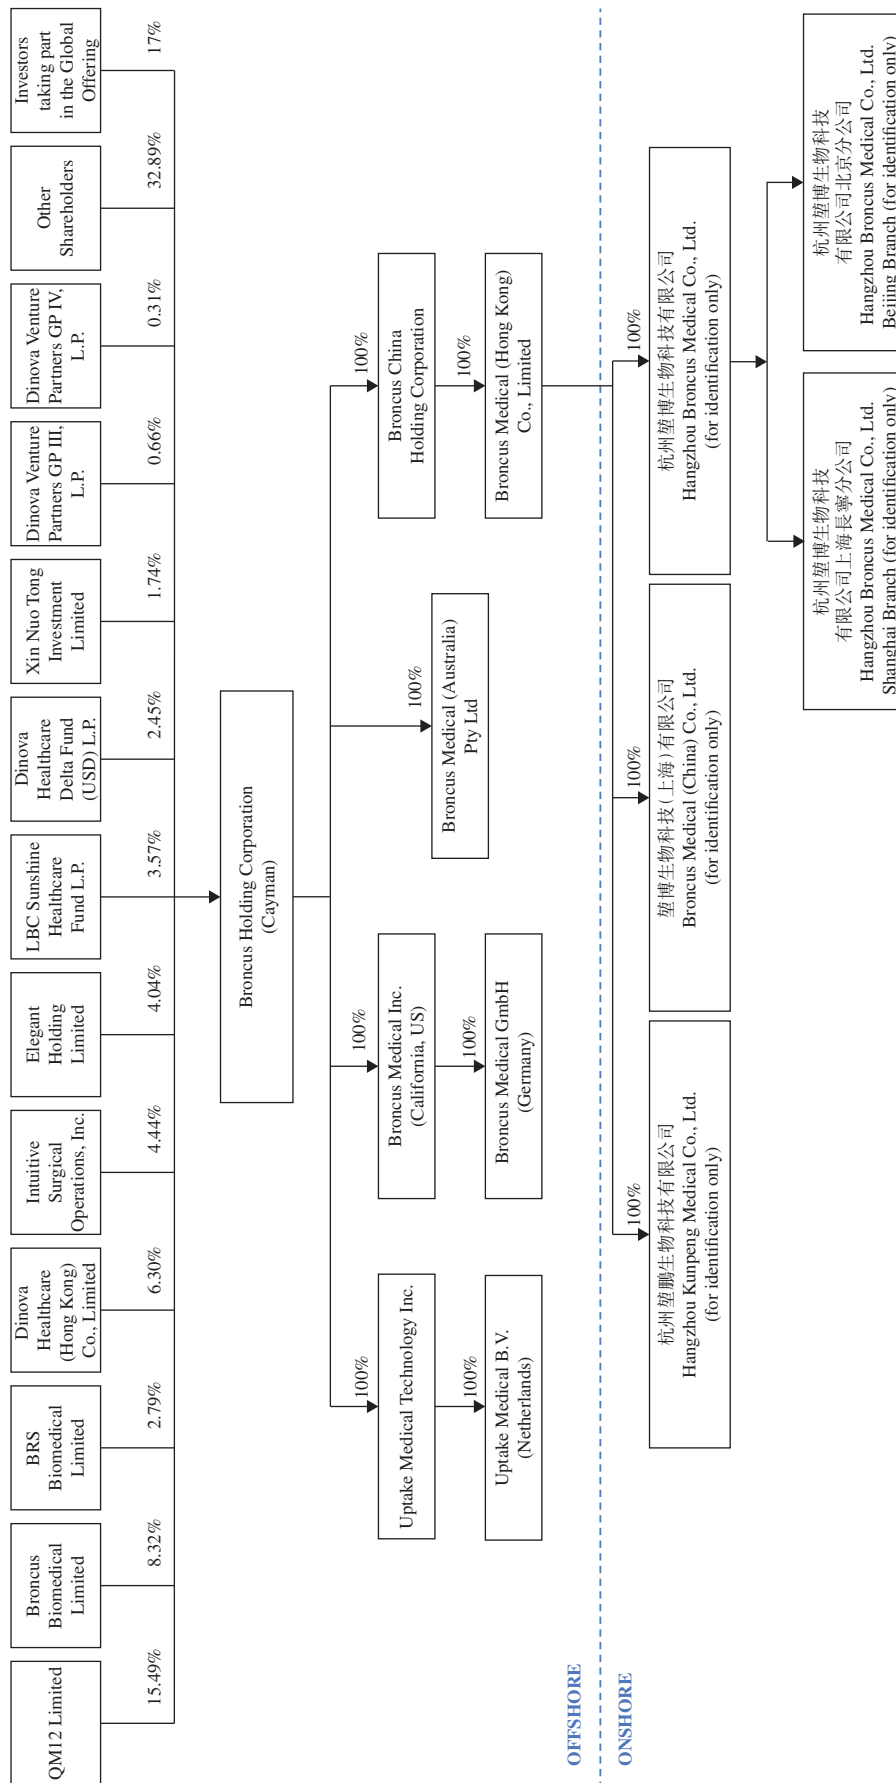 QM12 Limited
15.49%
Broncus
Biomedical
Limited
8.32%
BRS
Biomedical
Limited
2.79%
Dinova
Healthcare
(Hong Kong)
Co., Limited
6.30%
Intuitive
Surgical
Operations, Inc.
4.44%
Elegant
Holding
Limited
4.04%
LBC Sunshine
Healthcare
Fund L.P.
3.57%
Dinova
Healthcare
Delta Fund
(USD) L.P.
2.45%
Xin Nuo Tong
Investment
Limited
1.74%
Dinova Venture
Partners GP III,
L.P.
0.66%
Dinova Venture
Partners GP IV,
L.P.
0.31%
Other
Shareholders
32.89%
Investors
taking part
in the Global
Offering
17%
Broncus Holding Corporation
(Cayman)
100%
Uptake Medical Technology Inc.
100%
Uptake Medical B.V.
(Netherlands)
100%
Broncus Medical Inc.
(California, US)
100%
Broncus Medical GmbH
(Germany)
100%
Broncus Medical (Australia)
Pty Ltd
100%
Broncus China
Holding Corporation
100%
Broncus Medical (Hong Kong)
Co., Limited
OFFSHORE
ONSHORE
100%
杭州堃鵬生物科技有限公司
Hangzhou Kunpeng Medical Co., Ltd.
(for identification only)
100%
堃博生物科技(上海)有限公司
Broncus Medical (China) Co., Ltd.
(for identification only)
100%
杭州堃博生物科技有限公司
Hangzhou Broncus Medical Co., Ltd.
(for identification only)
杭州堃博生物科技
有限公司上海長寧分公司
Hangzhou Broncus Medical Co., Ltd.
Shanghai Branch (for identification only)
杭州堃博生物科技
有限公司北京分公司
Hangzhou Broncus Medical Co., Ltd.
Beijing Branch (for identification only)